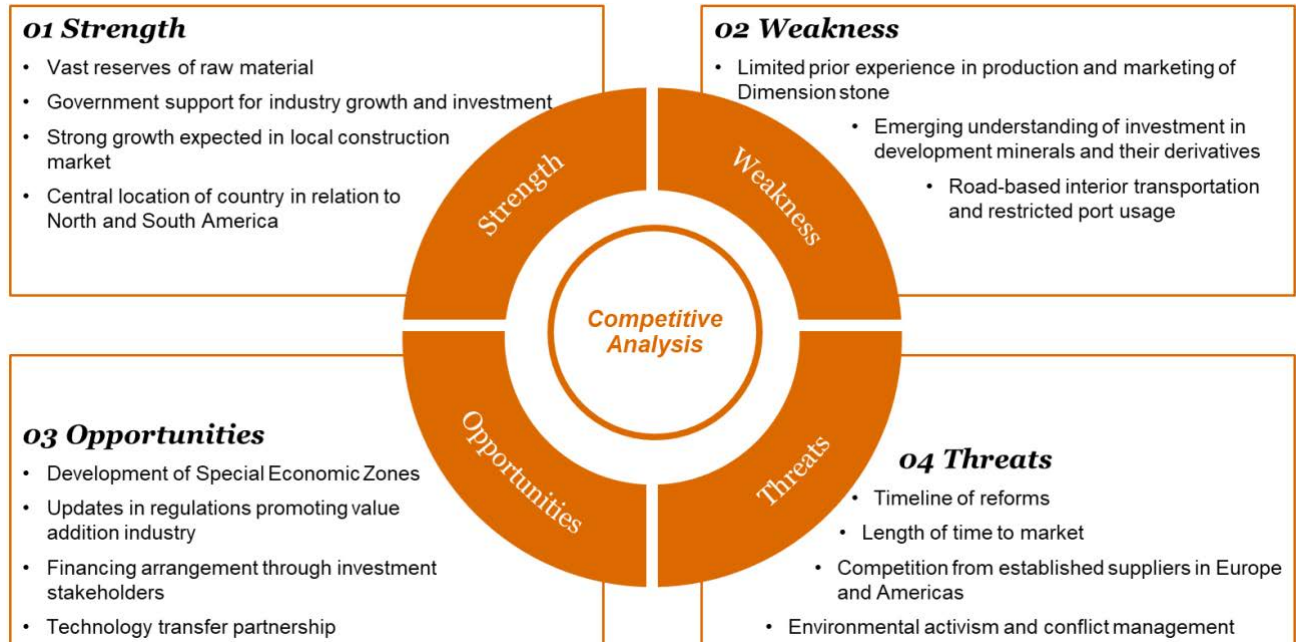 01 Strength
• Vast reserves of raw material
• Government support for industry growth and investment
• Strong growth expected in local construction
market
• Central location of country in relation to
North and South America
02 Weakness
• Limited prior experience in production and marketing of
Dimension stone
• Emerging understanding of investment in
development minerals and their derivatives
• Road-based interior transportation
and restricted port usage
Strength
Weakness
Competitive
Analysis
Opportunities
Threats
03 Opportunities
• Development of Special Economic Zones
• Updates in regulations promoting value
addition industry
• Financing arrangement through investment
stakeholders
• Technology transfer partnership
04 Threats
• Timeline of reforms
• Length of time to market
• Competition from established suppliers in Europe
and Americas
• Environmental activism and conflict management